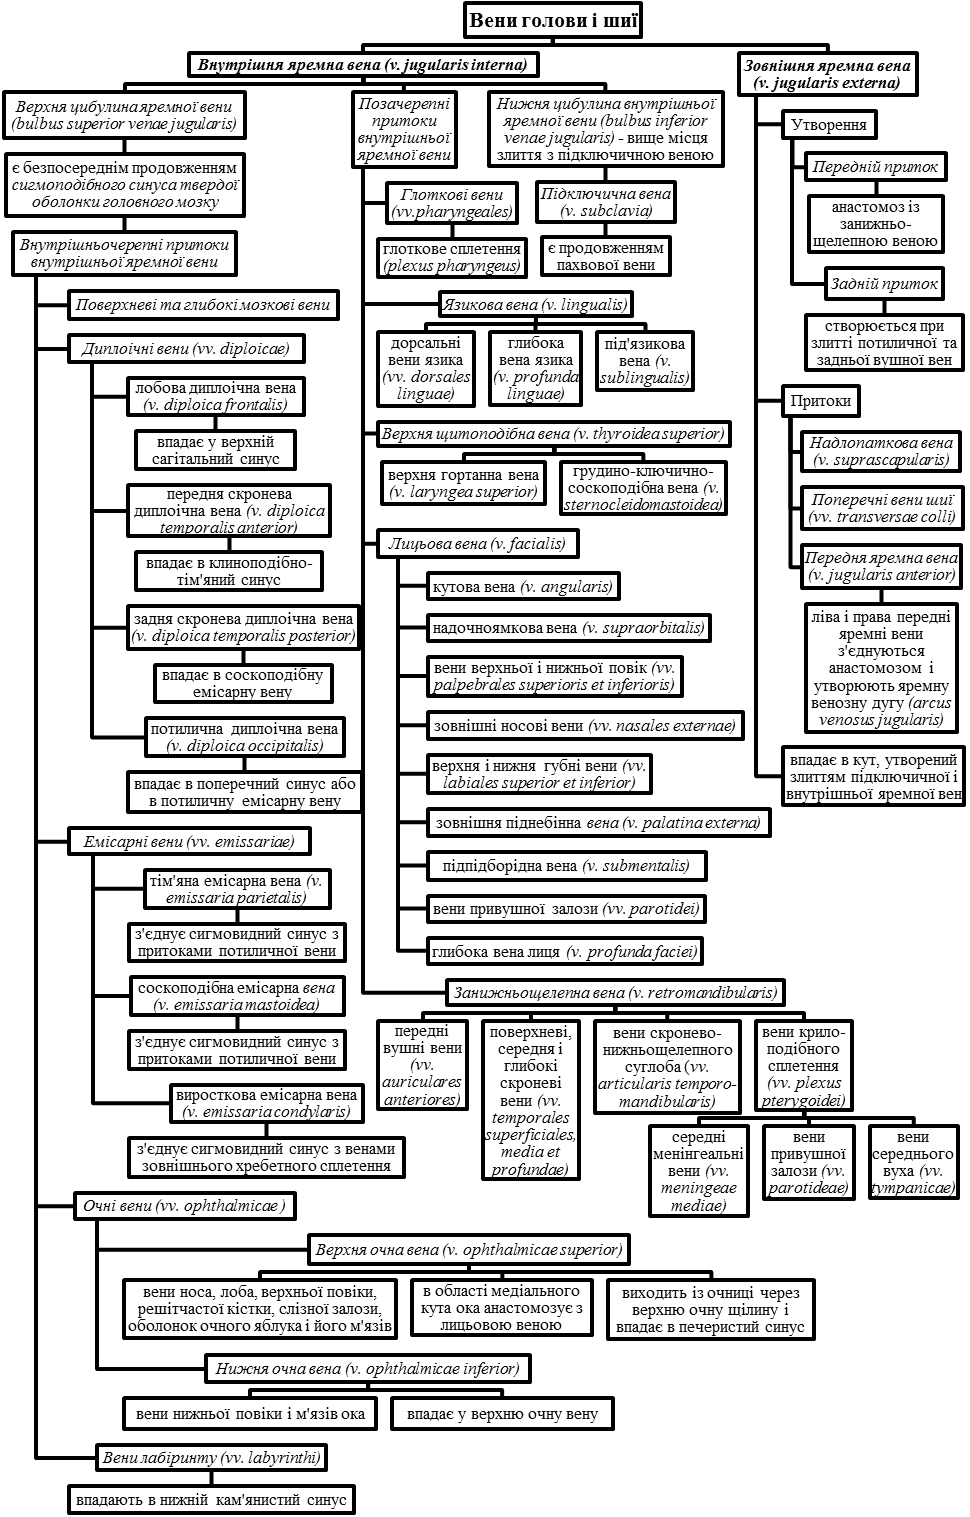 Вени голови і шиї
Внутрішня яремна вена (v. jugularis interna)
Верхня цибулина яремної вени
(bulbus superior venae jugularis)
є безпосереднім продовженням
сигмоподібного синуса твердої
оболонки головного мозку
Внутрішньочерепні притоки
внутрішньої яремної вени
Поверхневі та глибокі мозкові вени
Диплоічні вени (vv. diploicae)
лобова диплоічна вена
(v. diploica frontalis)
впадає у верхній
сагітальний синус
передня скронева
диплоічна вена (v. diploica
temporalis anterior)
впадає в клиноподібно-
тім'яний синус
задня скронева диплоічна вена
(v. diploica temporalis posterior)
впадає в соскоподібну
емісарну вену
потилична диплоічна вена
(v. diploica occipitalis)
впадає в поперечний синус або
в потиличну емісарну вену
Емісарні вени (vv. emissariae)
тім'яна емісарна вена (v.
emissaria parietalis)
з'єднує сигмовидний синус з
притоками потиличної вени
соскоподібна емісарна вена
(v. emissaria mastoidea)
з'єднує сигмовидний синус з
притоками потиличної вени
виросткова емісарна вена
(v. emissaria condylaris)
з'єднує сигмовидний синус з венами
зовнішнього хребетного сплетення
Очні вени (vv. ophthalmicae )
Верхня очна вена (v. ophthalmicae superior)
вени носа, лоба, верхньої повіки,
решітчастої кістки, слізної залози,
оболонок очного яблука і його м'язів
в області медіального
кута ока анастомозує з
лицьовою веною
виходить із очниці через
верхню очну щілину і
впадає в печеристий синус
Нижня очна вена (v. ophthalmicae inferior)
вени нижньої повіки і м'язів ока
впадає у верхню очну вену
Вени лабіринту (vv. labyrinthi)
впадають в нижній кам'янистий синус
Позачерепні
притоки
внутрішньої
яремної вени
Глоткові вени
(vv.pharyngeales)
глоткове сплетення
(plexus pharyngeus)
Язикова вена (v. lingualis)
дорсальні
вени язика
(vv. dorsales
linguae)
глибока
вена язика
(v. profunda
linguae)
під'язикова
вена (v.
sublingualis)
Верхня щитоподібна вена (v. thyroidea superior)
верхня гортанна вена
(v. laryngea superior)
грудино-ключично-
соскоподібна вена (v.
sternocleidomastoidea)
Лицьова вена (v. facialis)
кутова вена (v. angularis)
надочноямкова вена (v. supraorbitalis)
вени верхньої і нижньої повік (vv.
palpebrales superioris et inferioris)
зовнішні носові вени (vv. nasales externae)
верхня і нижня губні вени (vv.
labiales superior et inferior)
зовнішня піднебінна вена (v. palatina externa)
підпідборідна вена (v. submentalis)
вени привушної залози (vv. parotidei)
глибока вена лиця (v. profunda faciei)
Занижньощелепна вена (v. retromandibularis)
передні
вушні вени
(vv.
auriculares
anteriores)
поверхневі,
середня і
глибокі
скроневі
вени (vv.
temporales
superficiales,
media et
profundae)
вени скронево-
нижньощелепного
суглоба (vv.
articularis temporo-
mandibularis)
вени крило-
подібного
сплетення
(vv. plexus
pterygoidei)
середні
менінгеальні
вени (vv.
meningeae
mediae)
вени
привушної
залози (vv.
parotideae)
вени
середнього
вуха (vv.
tympanicae)
Нижня цибулина внутрішньої
яремної вени (bulbus inferior
venae jugularis) - вище місця
злиття з підключичною веною
Підключична вена
(v. subclavia)
є продовженням
пахвової вени
Зовнішня яремна вена
(v. jugularis externa)
Утворення
Передній приток
анастомоз із
занижньо-
щелепною веною
Задній приток
створюється при
злитті потиличної та
задньої вушної вен
Притоки
Надлопаткова вена
(v. suprascapularis)
Поперечні вени шиї
(vv. transversae colli)
Передня яремна вена
(v. jugularis anterior)
ліва і права передні
яремні вени
з'єднуються
анастомозом і
утворюють яремну
венозну дугу (arcus
venosus jugularis)
впадає в кут, утворений
злиттям підключичної і
внутрішньої яремної вен